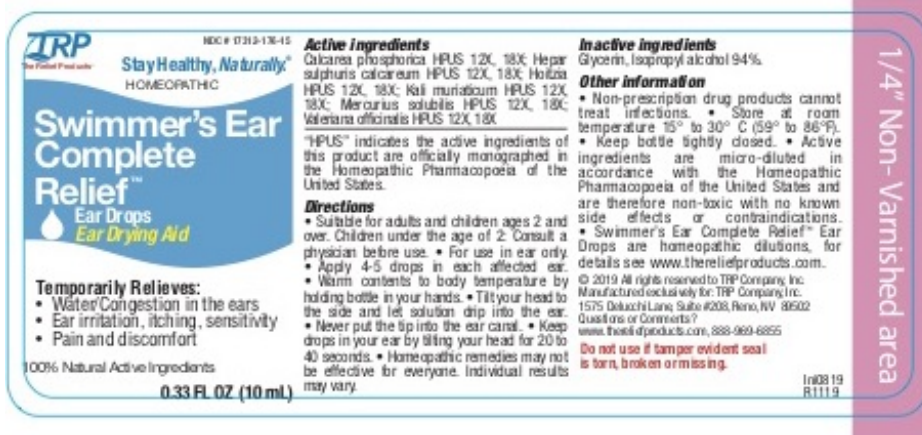 TRP
The Relief Products™
NDC # 17312-176-15
Stay Healthy, Naturally.®
HOMEOPATHIC
Swimmer's Ear
Complete
Relief™
Ear Drops
Ear Drying Aid
Temporarily Relieves:
• Water/Congestion in the ears
• Ear irritation, itching, sensitivity
• Pain and discomfort
100% Natural Active Ingredients
0.33 FL OZ (10 mL)
Active ingredients
Calcarea phosphorica HPUS 12X, 18X; Hepar
sulphuris calcareum HPUS 12X, 18X; Hoitzia
HPUS 12X, 18X; Kali muriaticum HPUS 12X,
18X; Mercurius solubilis HPUS 12X, 18X;
Valeriana officinalis HPUS 12X, 18X
"HPUS" indicates the active ingredients of
this product are officially monographed in
the Homeopathic Pharmacopoeia of the
United States.
Directions
• Suitable for adults and children ages 2 and
over. Children under the age of 2: Consult a
physician before use. • For use in ear only.
• Apply 4-5 drops in each affected ear.
• Warm contents to body temperature by
holding bottle in your hands. • Tilt your head to
the side and let solution drip into the ear.
• Never put the tip into the ear canal. • Keep
drops in your ear by tilting your head for 20 to
40 seconds. • Homeopathic remedies may not
be effective for everyone. Individual results
may vary.
Inactive ingredients
Glycerin, Isopropyl alcohol 94%.
Other information
• Non-prescription drug products cannot
treat infections. • Store at room
temperature 15° to 30° C (59° to 86°F).
• Keep bottle tightly closed. • Active
ingredients are micro-diluted in
accordance with the Homeopathic
Pharmacopoeia of the United States and
are therefore non-toxic with no known
side effects or contraindications.
• Swimmer's Ear Complete Relief™ Ear
Drops are homeopathic dilutions, for
details see www.thereliefproducts.com.
© 2019 All rights reserved to TRP Company, Inc
Manufactured exclusively for: TRP Company, Inc.
1575 Delucchi Lane, Suite #208, Reno, NV 89502
Questions or Comments?
www.thereliefproducts.com, 888-969-6855
Do not use if tamper evident seal
is torn, broken or missing.
Inl0819
R1119
1/4" Non- Varnished area